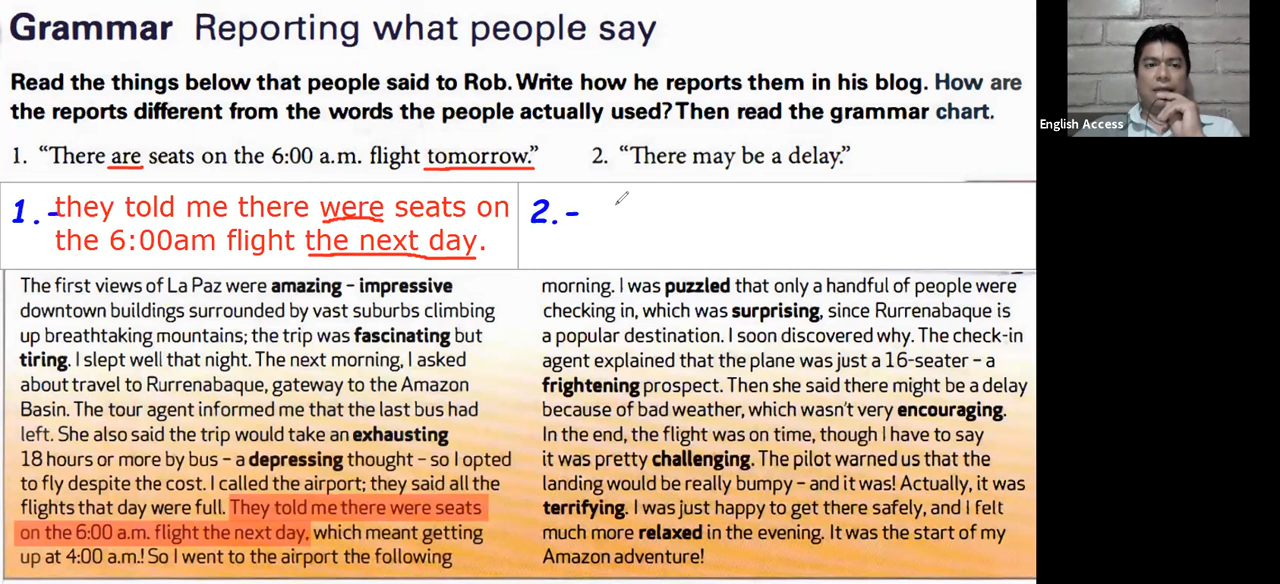 Grammar Reporting what people say
Read the things below that people said to Rob. Write how he reports them in his blog. How are
the reports different from the words the people actually used? Then read the grammar chart.
1. “There are seats on the 6:00 a.m. flight tomorrow.” 2. “There may be a delay.”
1.- they told me there were seats on
the 6:00am flight the next day.
2.-
The first views of La Paz were amazing – impressive
downtown buildings surrounded by vast suburbs climbing
up breathtaking mountains; the trip was fascinating but
tiring. I slept well that night. The next morning, I asked
about travel to Rurrenabaque, gateway to the Amazon
Basin. The tour agent informed me that the last bus had
left. She also said the trip would take an exhausting
18 hours or more by bus – a depressing thought – so I opted
to fly despite the cost. I called the airport; they said all the
flights that day were full. They told me there were seats
on the 6:00 a.m. flight the next day, which meant getting
up at 4:00 a.m.! So I went to the airport the following
morning. I was puzzled that only a handful of people were
checking in, which was surprising, since Rurrenabaque is
a popular destination. I soon discovered why. The check-in
agent explained that the plane was just a 16-seater – a
frightening prospect. Then she said there might be a delay
because of bad weather, which wasn’t very encouraging.
In the end, the flight was on time, though I have to say
it was pretty challenging. The pilot warned us that the
landing would be really bumpy – and it was! Actually, it was
terrifying. I was just happy to get there safely, and I felt
much more relaxed in the evening. It was the start of my
Amazon adventure!
English Access